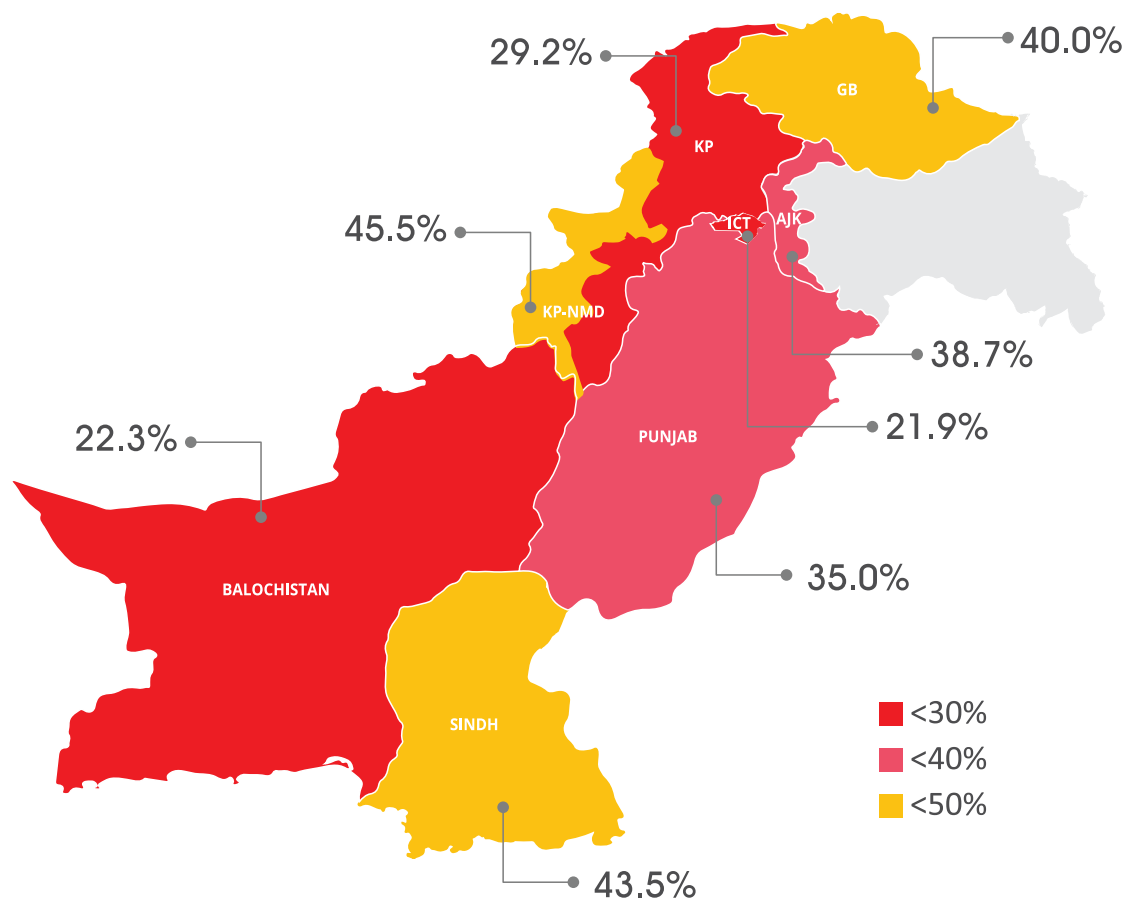 40.0%
29.2%
GB
KP
45.5%
ICT
AJK
KP-NMD
38.7%
21.9%
22.3%
PUNJAB
35.0%
BALOCHISTAN
SINDH
<30%
<40%
<50%
43.5%